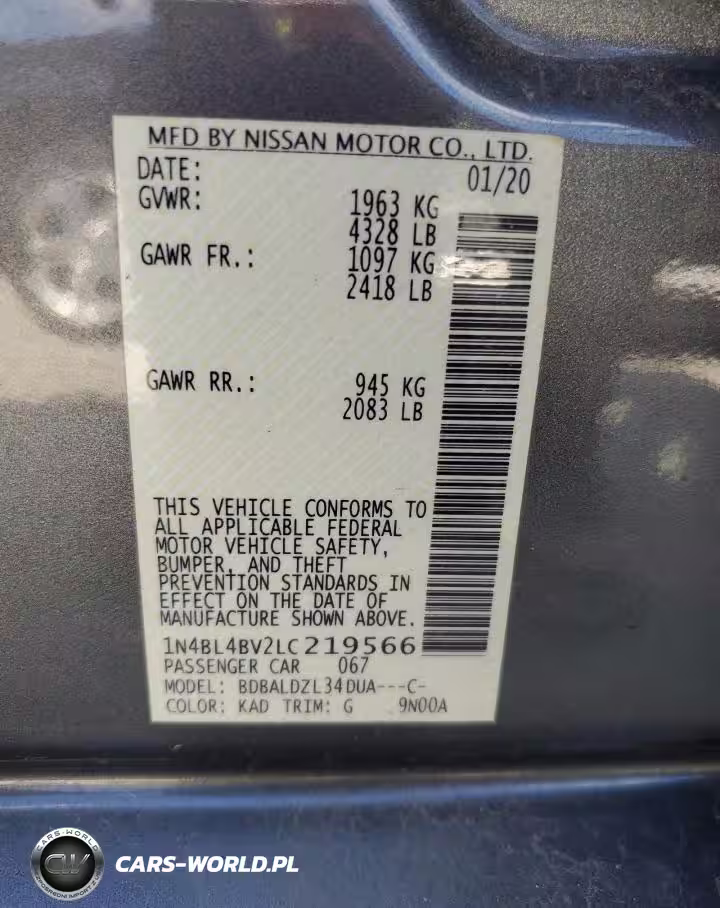 MFD BY NISSAN MOTOR CO., LTD.
DATE: 01/20
GVWR: 1963 KG
4328 LB
GAWR FR.: 1097 KG
2418 LB
GAWR RR.: 945 KG
2083 LB
THIS VEHICLE CONFORMS TO
ALL APPLICABLE FEDERAL
MOTOR VEHICLE SAFETY,
BUMPER, AND THEFT
PREVENTION STANDARDS IN
EFFECT ON THE DATE OF
MANUFACTURE SHOWN ABOVE.
1N4BL4BV2LC219566
PASSENGER CAR 067
MODEL: BDBALDZL34DUA---C-
COLOR: KAD TRIM: G 9N00A
CARS-WORLD
CW
CARS-WORLD.PL